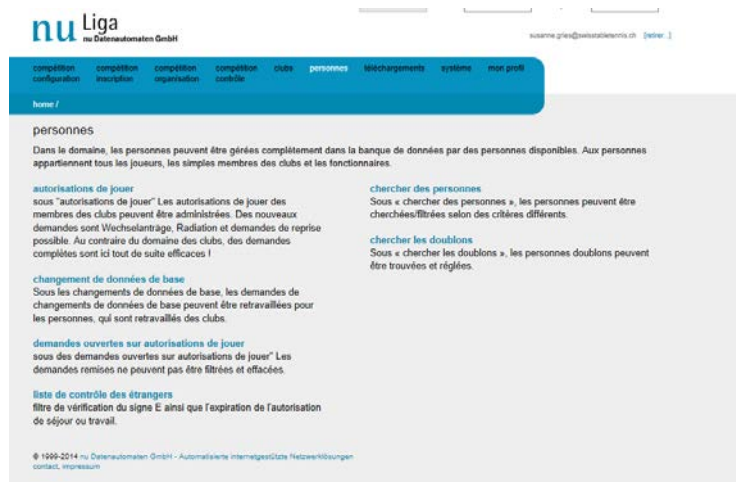 nu Liga
nu Datenautomaten GmbH
susanne.gries@swisstabletennis.ch [retirer...]
compétition configuration
compétition inscription
compétition organisation
compétition contrôle
clubs
personnes
téléchargements
système
mon profil
home /
personnes
Dans le domaine, les personnes peuvent être gérées complètement dans la banque de données par des personnes disponibles. Aux personnes
appartiennent tous les joueurs, les simples membres des clubs et les fonctionnaires.
autorisations de jouer
sous "autorisations de jouer" Les autorisations de jouer des
membres des clubs peuvent être administrées. Des nouveaux
demandes sont Wechselanträge, Radiation et demandes de reprise
possible. Au contraire du domaine des clubs, des demandes
complètes sont ici tout de suite efficaces !
changement de données de base
Sous les changements de données de base, les demandes de
changements de données de base peuvent être retravaillées pour
les personnes, qui sont retravaillés des clubs.
demandes ouvertes sur autorisations de jouer
sous des demandes ouvertes sur autorisations de jouer" Les
demandes remises ne peuvent pas être filtrées et effacées.
liste de contrôle des étrangers
filtre de vérification du signe E ainsi que l'expiration de l'autorisation
de séjour ou travail.
chercher des personnes
Sous « chercher des personnes », les personnes peuvent être
cherchées/filtrées selon des critères différents.
chercher les doublons
Sous « chercher les doublons », les personnes doublons peuvent
être trouvées et réglées.
© 1999-2014 nu Datenautomaten GmbH - Automatisierte internetgestützte Netzwerklösungen
contact, impressum